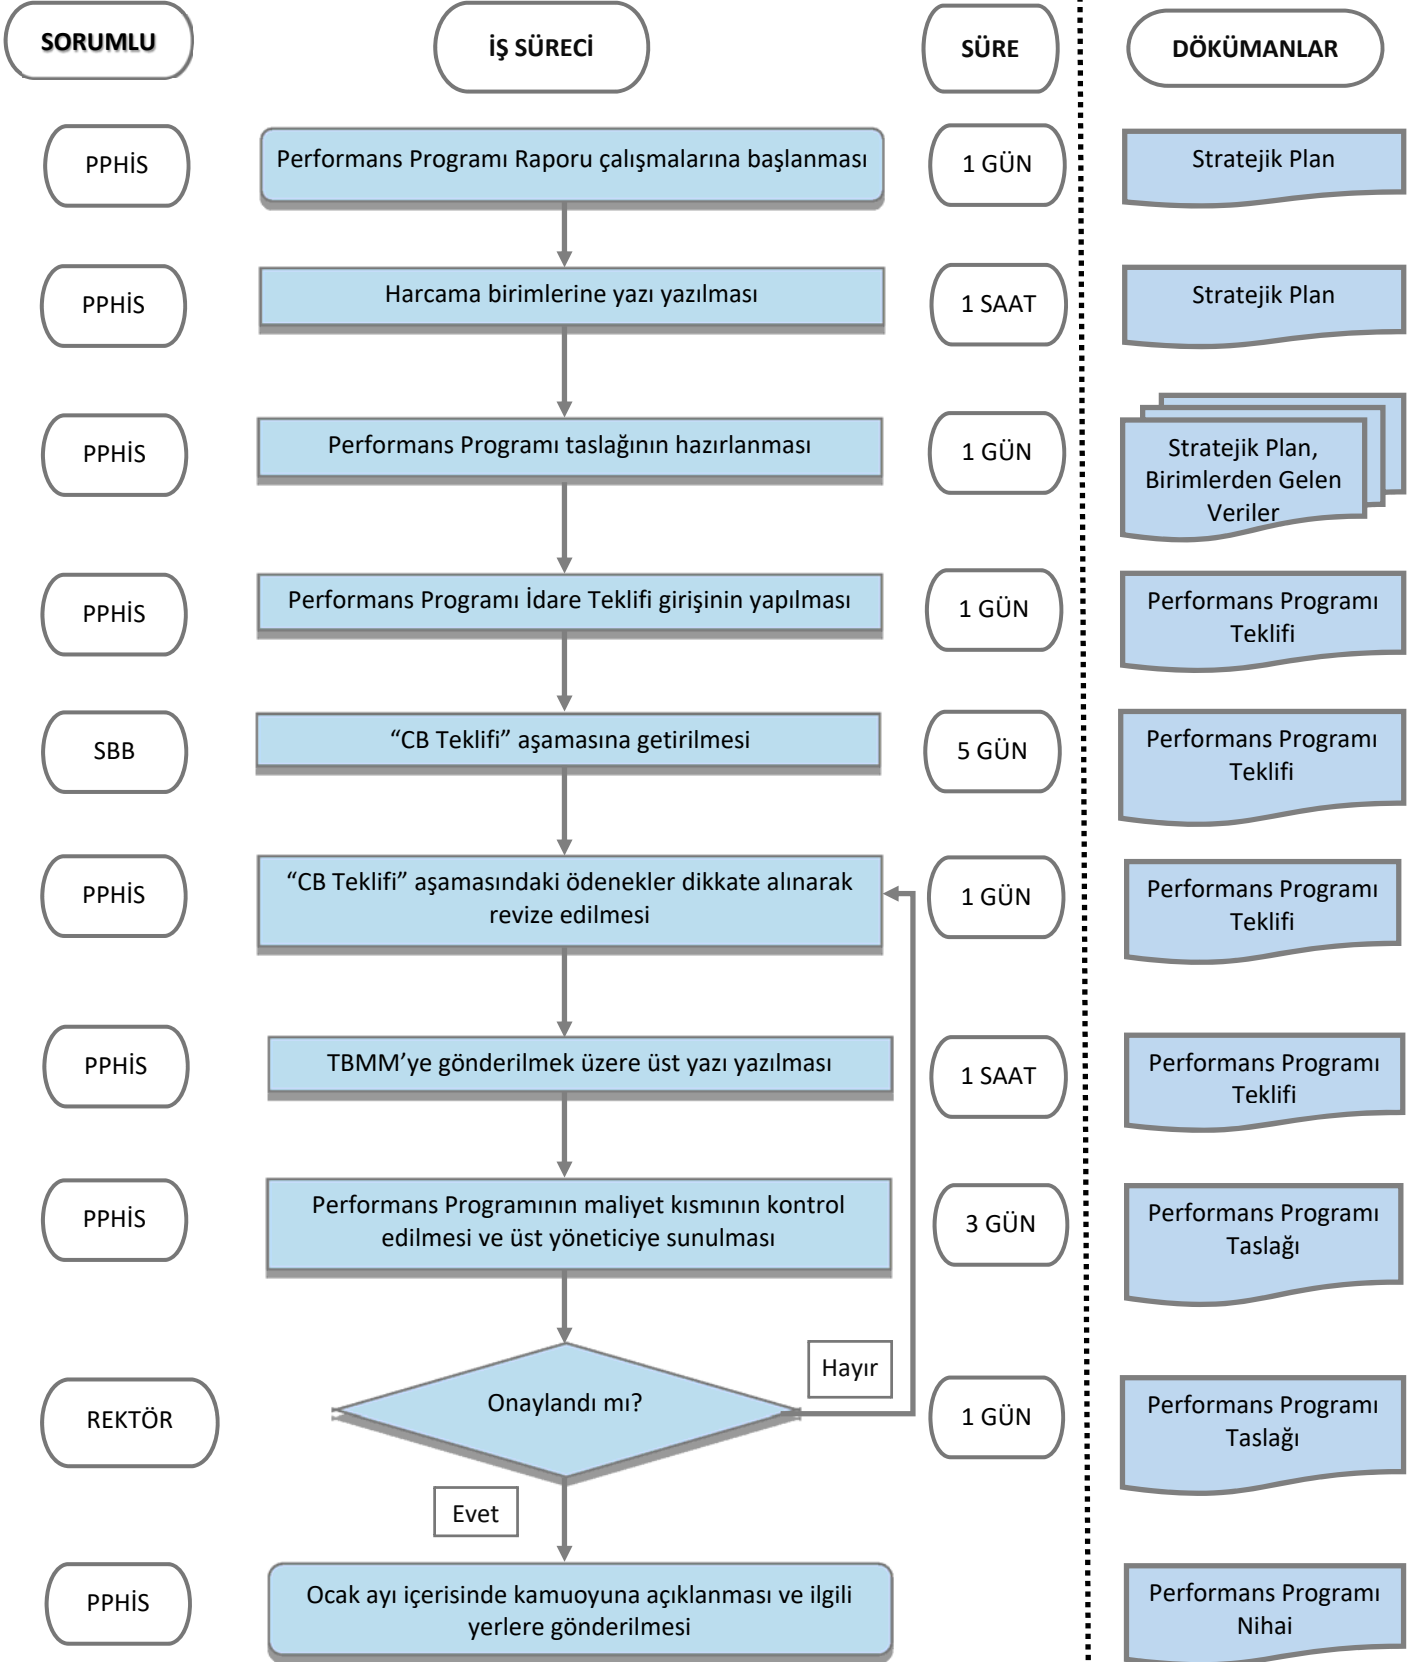 SORUMLU
İŞ SÜRECİ
SÜRE
DÖKÜMANLAR
PPHİS
Performans Programı Raporu çalışmalarına başlanması
1 GÜN
Stratejik Plan
PPHİS
Harcama birimlerine yazı yazılması
1 SAAT
Stratejik Plan
PPHİS
Performans Programı taslağının hazırlanması
1 GÜN
Stratejik Plan,
Birimlerden Gelen
Veriler
PPHİS
Performans Programı İdare Teklifi girişinin yapılması
1 GÜN
Performans Programı
Teklifi
SBB
“CB Teklifi” aşamasına getirilmesi
5 GÜN
Performans Programı
Teklifi
PPHİS
“CB Teklifi” aşamasındaki ödenekler dikkate alınarak
revize edilmesi
1 GÜN
Performans Programı
Teklifi
PPHİS
TBMM’ye gönderilmek üzere üst yazı yazılması
1 SAAT
Performans Programı
Teklifi
PPHİS
Performans Programının maliyet kısmının kontrol
edilmesi ve üst yöneticiye sunulması
3 GÜN
Performans Programı
Taslağı
REKTÖR
Onaylandı mı?
Hayır
1 GÜN
Performans Programı
Taslağı
Evet
PPHİS
Ocak ayı içerisinde kamuoyuna açıklanması ve ilgili
yerlere gönderilmesi
Performans Programı
Nihai